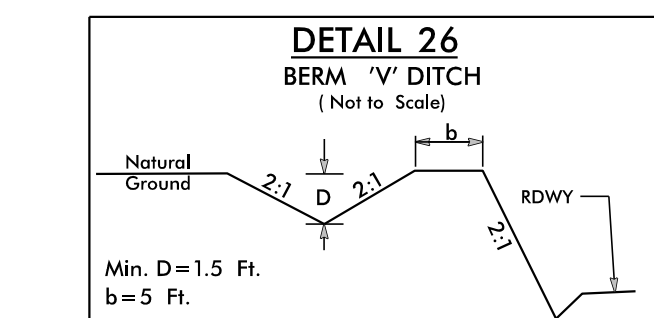 DETAIL 26
BERM 'V' DITCH
( Not to Scale)
b
Natural
Ground
2:1
D
2:1
RDWY
2:1
Min. D=1.5 Ft.
b=5 Ft.